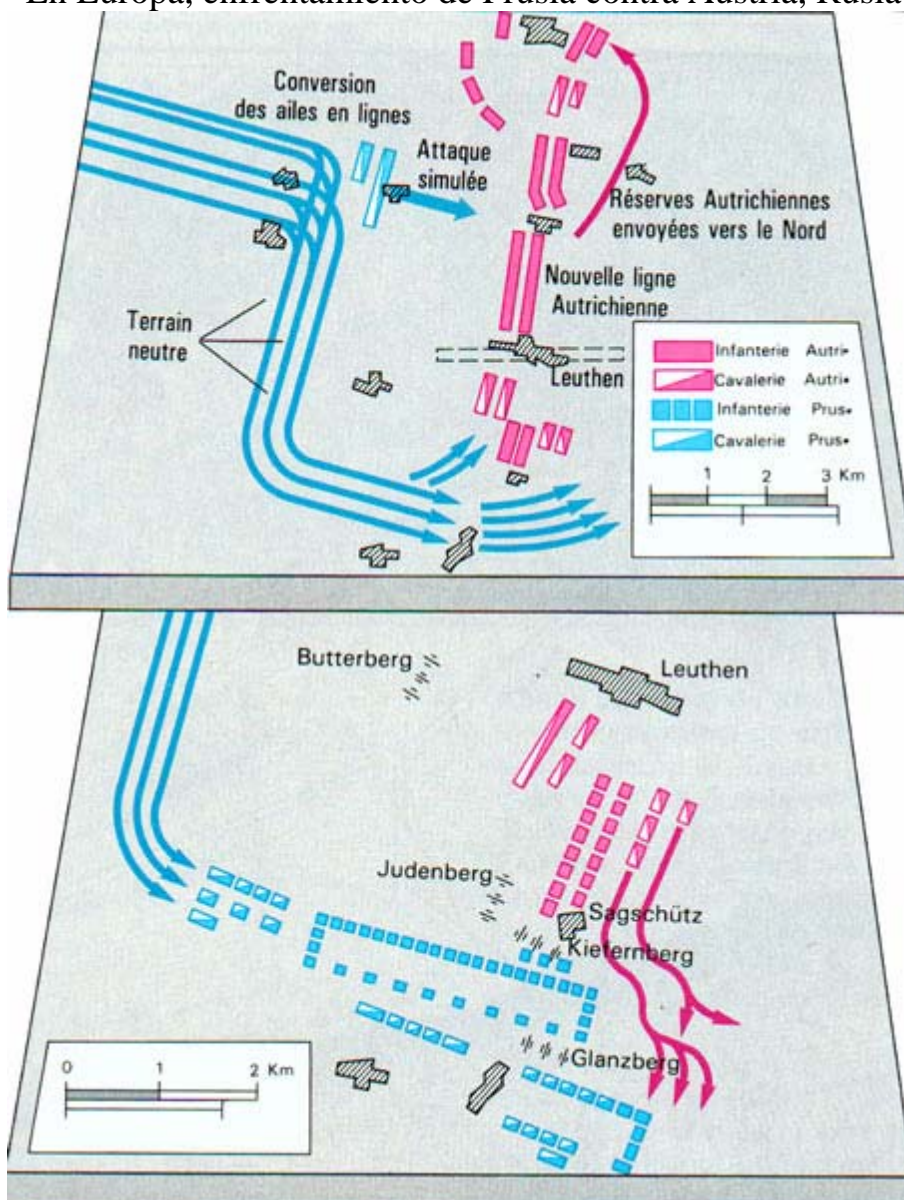 En Europa, enfrentamiento de Prusia contra Austria, Rusia
Conversion
des ailes en lignes
Attaque
simulée
Réserves Autrichiennes
envoyées vers le Nord
Nouvelle ligne
Autrichienne
Terrain
neutre
Leuthen
Infanterie Autri•
Cavalerie Autri•
Infanterie Prus•
Cavalerie Prus•
1 2 3 Km
Butterberg
Leuthen
Judenberg
Sagschütz
Kiefernberg
Glanzberg
0 1 2 Km